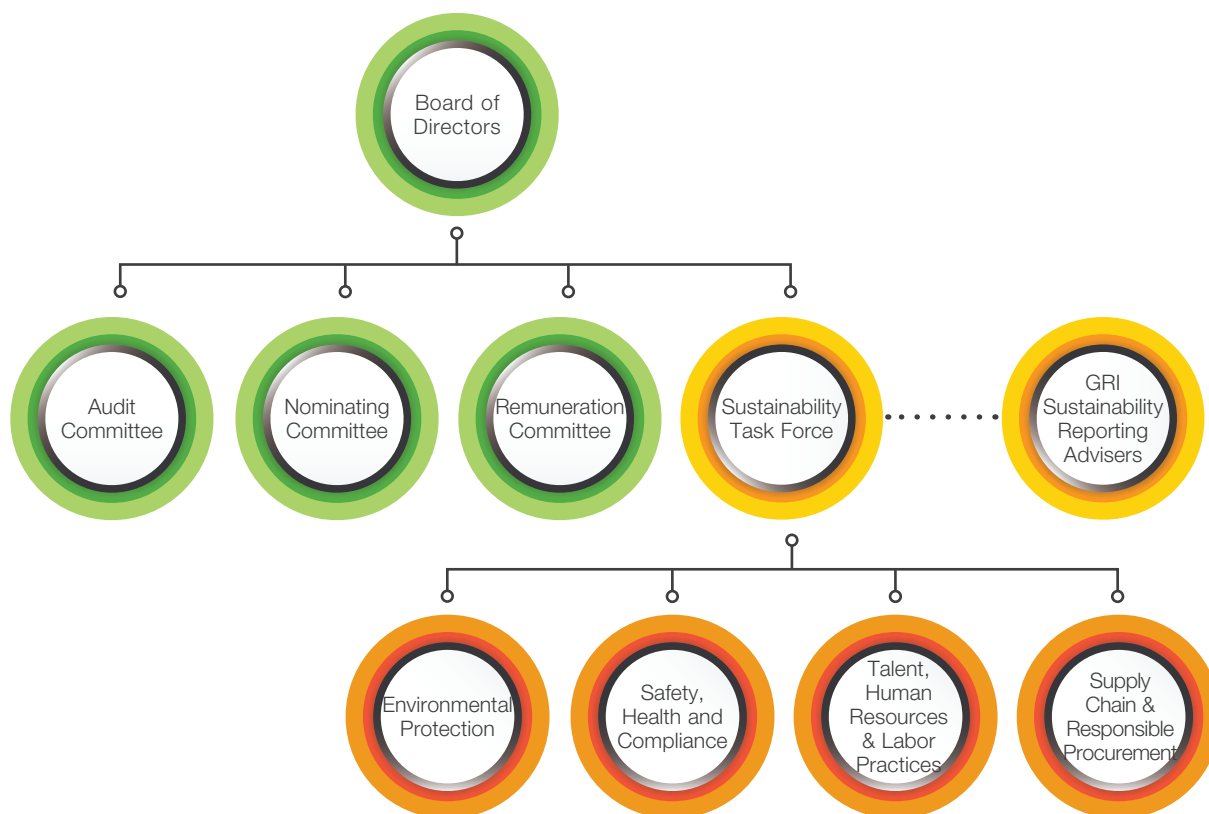 Board of
Directors
Audit
Committee
Nominating
Committee
Remuneration
Committee
Sustainability
Task Force
GRI
Sustainability
Reporting
Advisers
Environmental
Protection
Safety,
Health and
Compliance
Talent,
Human
Resources
& Labor
Practices
Supply
Chain &
Responsible
Procurement